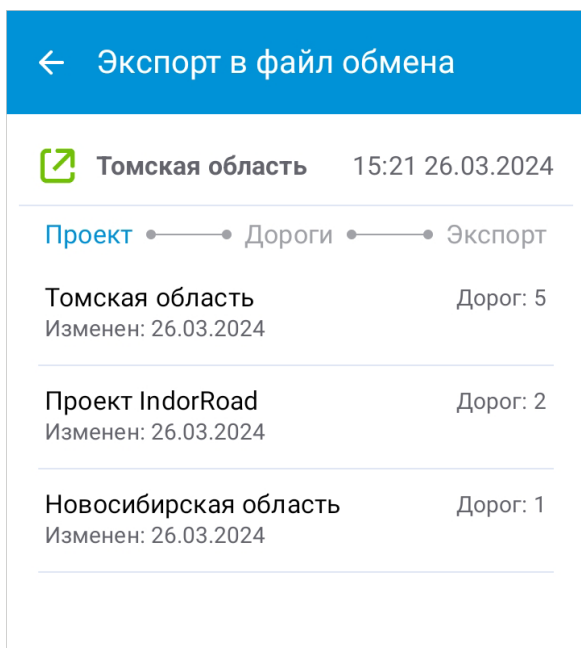 Экспорт в файл обмена
Томская область 15:21 26.03.2024
Проект Дороги Экспорт
Томская область Дорог: 5
Изменен: 26.03.2024
Проект IndorRoad Дорог: 2
Изменен: 26.03.2024
Новосибирская область Дорог: 1
Изменен: 26.03.2024